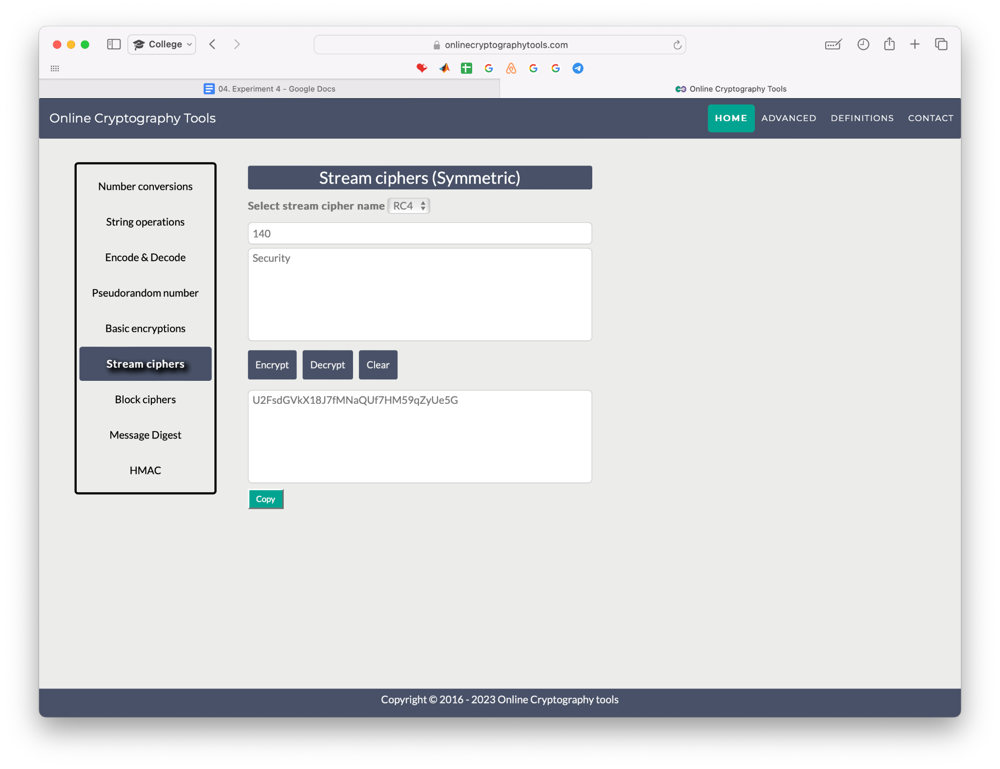 College
onlinecryptographytools.com
04. Experiment 4 - Google Docs
Online Cryptography Tools
Online Cryptography Tools
HOME
ADVANCED
DEFINITIONS
CONTACT
Number conversions
String operations
Encode & Decode
Pseudorandom number
Basic encryptions
Stream ciphers
Block ciphers
Message Digest
HMAC
Stream ciphers (Symmetric)
Select stream cipher name RC4
140
Security
Encrypt
Decrypt
Clear
U2FsdGVkX18J7fMNaQUf7HM59qZyUe5G
Copy
Copyright © 2016 - 2023 Online Cryptography tools